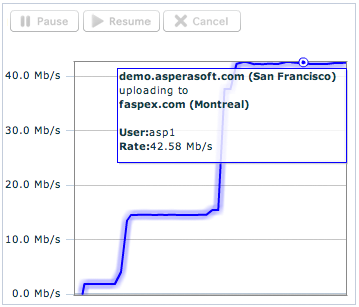 Pause Resume Cancel
40.0 Mb/s
demo.asperasoft.com (San Francisco)
uploading to
faspex.com (Montreal)
30.0 Mb/s
User:asp1
Rate:42.58 Mb/s
20.0 Mb/s
10.0 Mb/s
0.0 Mb/s